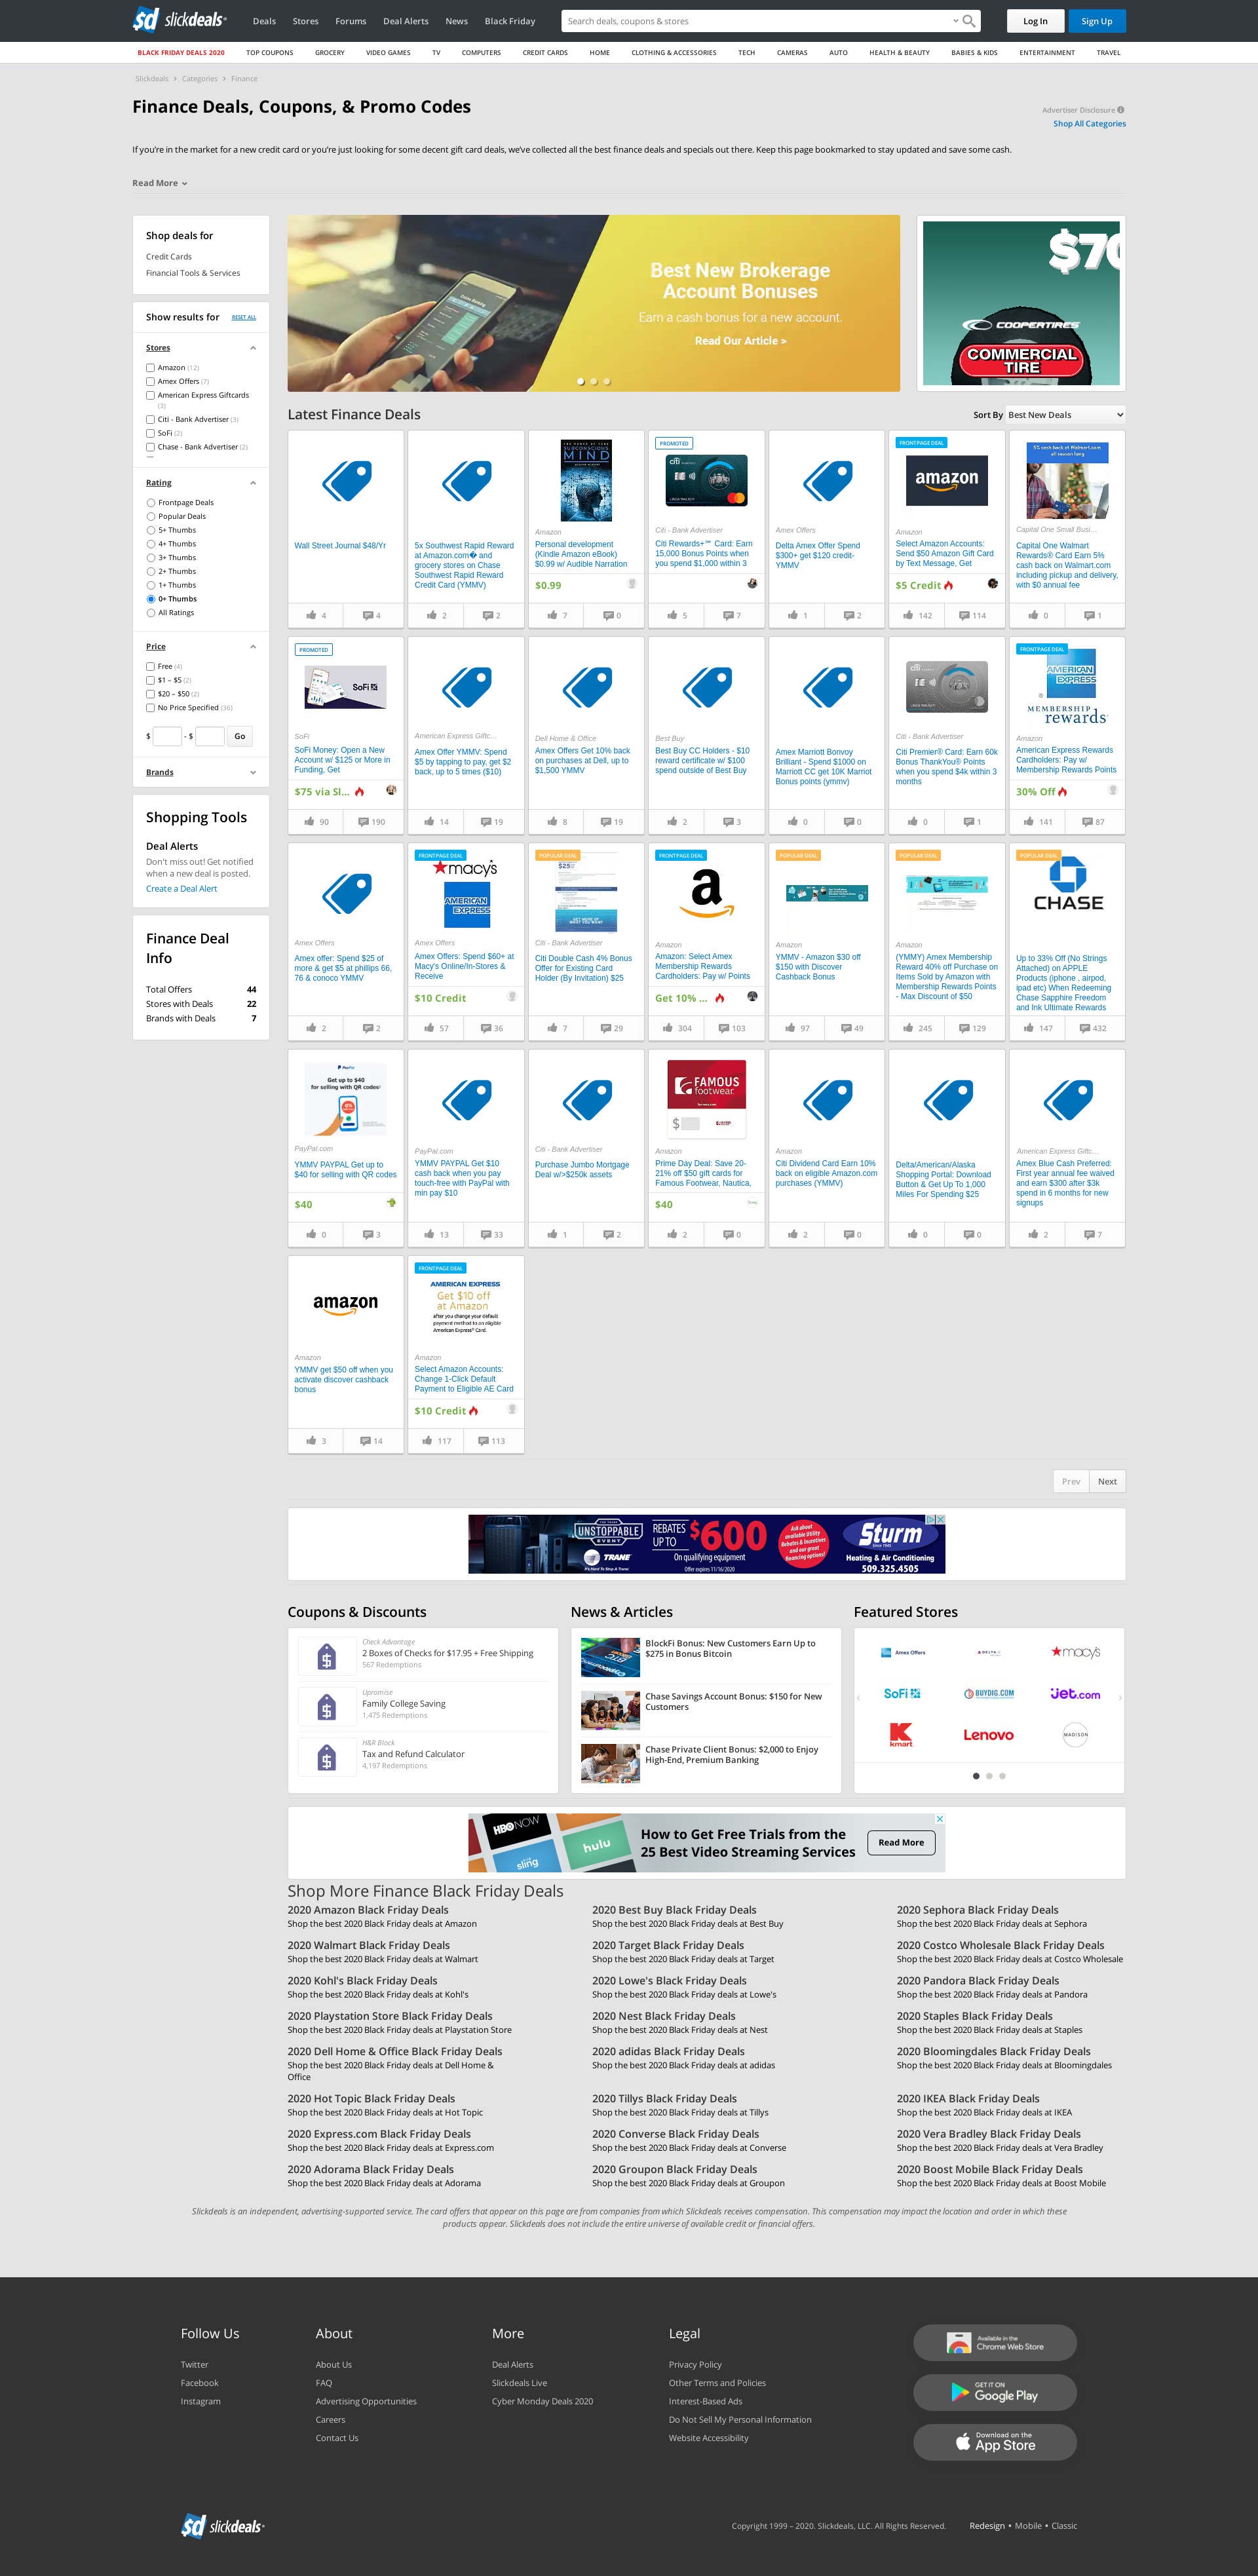 slickdeals
Deals Stores Forums Deal Alerts News Black Friday
Search deals, coupons & stores
Log In Sign Up
BLACK FRIDAY DEALS 2020 TOP COUPONS GROCERY VIDEO GAMES TV COMPUTERS CREDIT CARDS HOME CLOTHING & ACCESSORIES TECH CAMERAS AUTO HEALTH & BEAUTY BABIES & KIDS ENTERTAINMENT TRAVEL
Slickdeals › Categories › Finance
Finance Deals, Coupons, & Promo Codes
Advertiser Disclosure
Shop All Categories
If you're in the market for a new credit card or you're just looking for some decent gift card deals, we've collected all the best finance deals and specials out there. Keep this page bookmarked to stay updated and save some cash.
Read More
Shop deals for
Credit Cards
Financial Tools & Services
Show results for RESET ALL
Stores
Amazon (12)
Amex Offers (7)
American Express Giftcards
(3)
Citi - Bank Advertiser (3)
SoFi (2)
Chase - Bank Advertiser (2)
Rating
Frontpage Deals
Popular Deals
5+ Thumbs
4+ Thumbs
3+ Thumbs
2+ Thumbs
1+ Thumbs
0+ Thumbs
All Ratings
Price
Free (4)
$1 – $5 (2)
$20 – $50 (2)
No Price Specified (36)
$ - $ Go
Brands
Shopping Tools
Deal Alerts
Don't miss out! Get notified
when a new deal is posted.
Create a Deal Alert
Finance Deal
Info
Total Offers 44
Stores with Deals 22
Brands with Deals 7
Best New Brokerage
Account Bonuses
Earn a cash bonus for a new account.
Read Our Article >
$70
COOPERTIRES
COMMERCIAL
TIRE
Latest Finance Deals
Sort By Best New Deals
Wall Street Journal $48/Yr
4 4
5x Southwest Rapid Reward
at Amazon.com� and
grocery stores on Chase
Southwest Rapid Reward
Credit Card (YMMV)
2 2
SUBCONSCIOUS
MIND
Amazon
Personal development
(Kindle Amazon eBook)
$0.99 w/ Audible Narration
$0.99
7 0
PROMOTED
citi
Citi - Bank Advertiser
Citi Rewards+℠ Card: Earn
15,000 Bonus Points when
you spend $1,000 within 3
5 7
Amex Offers
Delta Amex Offer Spend
$300+ get $120 credit-
YMMV
1 2
FRONTPAGE DEAL
amazon
Amazon
Select Amazon Accounts:
Send $50 Amazon Gift Card
by Text Message, Get
$5 Credit
142 114
5% cash back at Walmart.com
all season long
Capital One Small Busi...
Capital One Walmart
Rewards® Card Earn 5%
cash back on Walmart.com
including pickup and delivery,
with $0 annual fee
0 1
PROMOTED
SoFi
SoFi
SoFi Money: Open a New
Account w/ $125 or More in
Funding, Get
$75 via Sl...
90 190
American Express Giftc...
Amex Offer YMMV: Spend
$5 by tapping to pay, get $2
back, up to 5 times ($10)
14 19
Dell Home & Office
Amex Offers Get 10% back
on purchases at Dell, up to
$1,500 YMMV
8 19
Best Buy
Best Buy CC Holders - $10
reward certificate w/ $100
spend outside of Best Buy
2 3
Amex Marriott Bonvoy
Brilliant - Spend $1000 on
Marriott CC get 10K Marriot
Bonus points (ymmv)
0 0
citi
Citi - Bank Advertiser
Citi Premier® Card: Earn 60k
Bonus ThankYou® Points
when you spend $4k within 3
months
0 1
FRONTPAGE DEAL
AMERICAN
EXPRESS
MEMBERSHIP
rewards
Amazon
American Express Rewards
Cardholders: Pay w/
Membership Rewards Points
30% Off
141 87
Amex Offers
Amex offer: Spend $25 of
more & get $5 at phillips 66,
76 & conoco YMMV
2 2
FRONTPAGE DEAL
macy's
AMERICAN
EXPRESS
Amex Offers
Amex Offers: Spend $60+ at
Macy's Online/In-Stores &
Receive
$10 Credit
57 36
POPULAR DEAL
Citi - Bank Advertiser
Citi Double Cash 4% Bonus
Offer for Existing Card
Holder (By Invitation) $25
7 29
FRONTPAGE DEAL
a
Amazon
Amazon: Select Amex
Membership Rewards
Cardholders: Pay w/ Points
Get 10% ...
304 103
POPULAR DEAL
Amazon
YMMV - Amazon $30 off
$150 with Discover
Cashback Bonus
97 49
POPULAR DEAL
Amazon
(YMMY) Amex Membership
Reward 40% off Purchase on
Items Sold by Amazon with
Membership Rewards Points
- Max Discount of $50
245 129
POPULAR DEAL
CHASE
Up to 33% Off (No Strings
Attached) on APPLE
Products (iphone , airpod,
ipad etc) When Redeeming
Chase Sapphire Freedom
and Ink Ultimate Rewards
147 432
PayPal
Get up to $40
for selling with QR codes
PayPal.com
YMMV PAYPAL Get up to
$40 for selling with QR codes
$40
0 3
PayPal.com
YMMV PAYPAL Get $10
cash back when you pay
touch-free with PayPal with
min pay $10
13 33
Citi - Bank Advertiser
Purchase Jumbo Mortgage
Deal w/>$250k assets
1 2
FAMOUS
footwear
$
Amazon
Prime Day Deal: Save 20-
21% off $50 gift cards for
Famous Footwear, Nautica,
$40
2 0
Amazon
Citi Dividend Card Earn 10%
back on eligible Amazon.com
purchases (YMMV)
2 0
Delta/American/Alaska
Shopping Portal: Download
Button & Get Up To 1,000
Miles For Spending $25
0 0
American Express Giftc...
Amex Blue Cash Preferred:
First year annual fee waived
and earn $300 after $3k
spend in 6 months for new
signups
2 7
amazon
Amazon
YMMV get $50 off when you
activate discover cashback
bonus
3 14
FRONTPAGE DEAL
AMERICAN EXPRESS
Get $10 off
at Amazon
after you change your default
payment method to an eligible
American Express® Card.
Amazon
Select Amazon Accounts:
Change 1-Click Default
Payment to Eligible AE Card
$10 Credit
117 113
Prev Next
UNSTOPPABLE
EVENT
TRANE
REBATES
UP TO $600
On qualifying equipment
Offer expires 11/16/2020
Ask about available Utility Rebates & Incentives and our great financing options!
Sturm
Heating & Air Conditioning
509.325.4505
Coupons & Discounts
Check Advantage
2 Boxes of Checks for $17.95 + Free Shipping
567 Redemptions
Upromise
Family College Saving
1,475 Redemptions
H&R Block
Tax and Refund Calculator
4,197 Redemptions
News & Articles
BlockFi Bonus: New Customers Earn Up to
$275 in Bonus Bitcoin
Chase Savings Account Bonus: $150 for New
Customers
Chase Private Client Bonus: $2,000 to Enjoy
High-End, Premium Banking
Featured Stores
Amex Offers DELTA macy's
SoFi BUYDIG.COM jet.com
kmart Lenovo MADISON
HBO NOW
hulu
sling
How to Get Free Trials from the
25 Best Video Streaming Services
Read More
Shop More Finance Black Friday Deals
2020 Amazon Black Friday Deals
Shop the best 2020 Black Friday deals at Amazon
2020 Best Buy Black Friday Deals
Shop the best 2020 Black Friday deals at Best Buy
2020 Sephora Black Friday Deals
Shop the best 2020 Black Friday deals at Sephora
2020 Walmart Black Friday Deals
Shop the best 2020 Black Friday deals at Walmart
2020 Target Black Friday Deals
Shop the best 2020 Black Friday deals at Target
2020 Costco Wholesale Black Friday Deals
Shop the best 2020 Black Friday deals at Costco Wholesale
2020 Kohl's Black Friday Deals
Shop the best 2020 Black Friday deals at Kohl's
2020 Lowe's Black Friday Deals
Shop the best 2020 Black Friday deals at Lowe's
2020 Pandora Black Friday Deals
Shop the best 2020 Black Friday deals at Pandora
2020 Playstation Store Black Friday Deals
Shop the best 2020 Black Friday deals at Playstation Store
2020 Nest Black Friday Deals
Shop the best 2020 Black Friday deals at Nest
2020 Staples Black Friday Deals
Shop the best 2020 Black Friday deals at Staples
2020 Dell Home & Office Black Friday Deals
Shop the best 2020 Black Friday deals at Dell Home &
Office
2020 adidas Black Friday Deals
Shop the best 2020 Black Friday deals at adidas
2020 Bloomingdales Black Friday Deals
Shop the best 2020 Black Friday deals at Bloomingdales
2020 Hot Topic Black Friday Deals
Shop the best 2020 Black Friday deals at Hot Topic
2020 Tillys Black Friday Deals
Shop the best 2020 Black Friday deals at Tillys
2020 IKEA Black Friday Deals
Shop the best 2020 Black Friday deals at IKEA
2020 Express.com Black Friday Deals
Shop the best 2020 Black Friday deals at Express.com
2020 Converse Black Friday Deals
Shop the best 2020 Black Friday deals at Converse
2020 Vera Bradley Black Friday Deals
Shop the best 2020 Black Friday deals at Vera Bradley
2020 Adorama Black Friday Deals
Shop the best 2020 Black Friday deals at Adorama
2020 Groupon Black Friday Deals
Shop the best 2020 Black Friday deals at Groupon
2020 Boost Mobile Black Friday Deals
Shop the best 2020 Black Friday deals at Boost Mobile
Slickdeals is an independent, advertising-supported service. The card offers that appear on this page are from companies from which Slickdeals receives compensation. This compensation may impact the location and order in which these
products appear. Slickdeals does not include the entire universe of available credit or financial offers.
Follow Us
Twitter
Facebook
Instagram
About
About Us
FAQ
Advertising Opportunities
Careers
Contact Us
More
Deal Alerts
Slickdeals Live
Cyber Monday Deals 2020
Legal
Privacy Policy
Other Terms and Policies
Interest-Based Ads
Do Not Sell My Personal Information
Website Accessibility
Available in the
Chrome Web Store
GET IT ON
Google Play
Download on the
App Store
slickdeals
Copyright 1999 – 2020. Slickdeals, LLC. All Rights Reserved. Redesign • Mobile • Classic